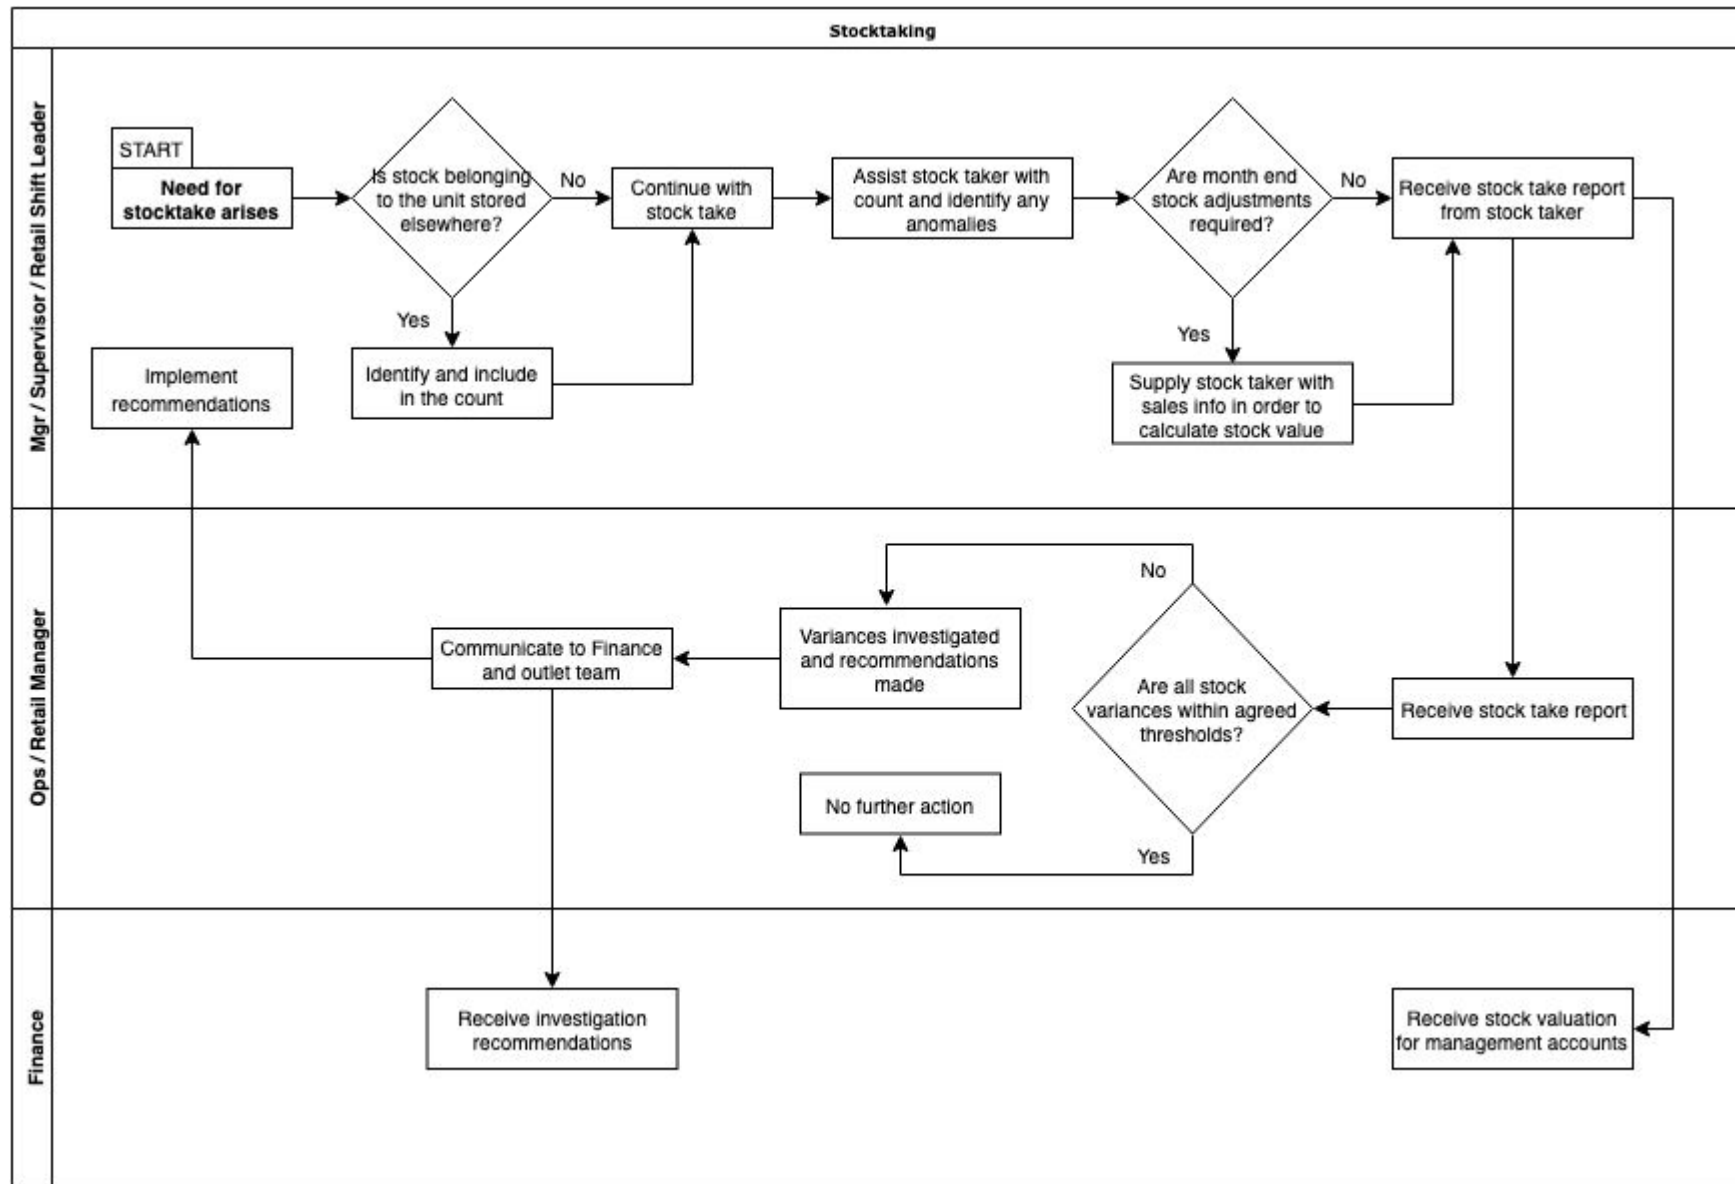 Stocktaking
Mgr / Supervisor / Retail Shift Leader
START
Need for
stocktake arises
Is stock belonging
to the unit stored
elsewhere?
No
Continue with
stock take
Assist stock taker with
count and identify any
anomalies
Are month end
stock adjustments
required?
No
Receive stock take report
from stock taker
Yes
Identify and include
in the count
Yes
Supply stock taker with
sales info in order to
calculate stock value
Implement
recommendations
Ops / Retail Manager
Communicate to Finance
and outlet team
Variances investigated
and recommendations
made
No
Are all stock
variances within agreed
thresholds?
Receive stock take report
No further action
Yes
Finance
Receive investigation
recommendations
Receive stock valuation
for management accounts